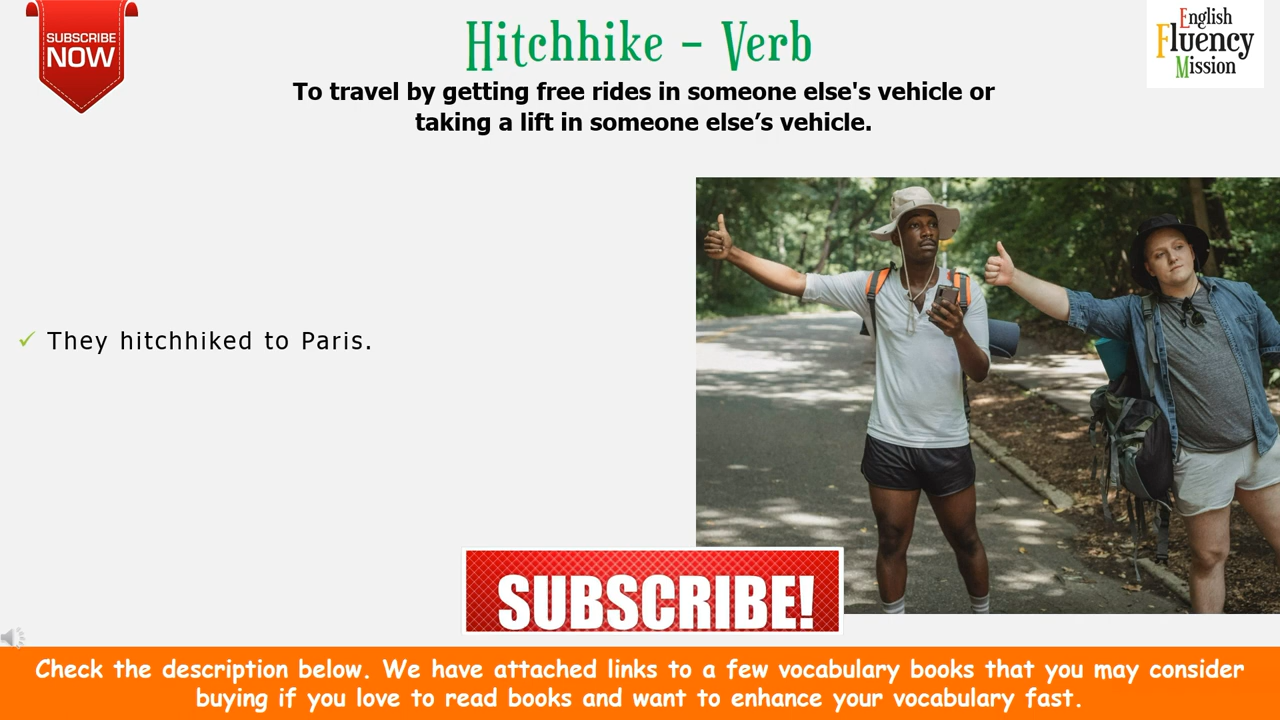 SUBSCRIBE
NOW
Hitchhike – Verb
English
Fluency
Mission
To travel by getting free rides in someone else's vehicle or
taking a lift in someone else’s vehicle.
They hitchhiked to Paris.
SUBSCRIBE!
Check the description below. We have attached links to a few vocabulary books that you may consider
buying if you love to read books and want to enhance your vocabulary fast.